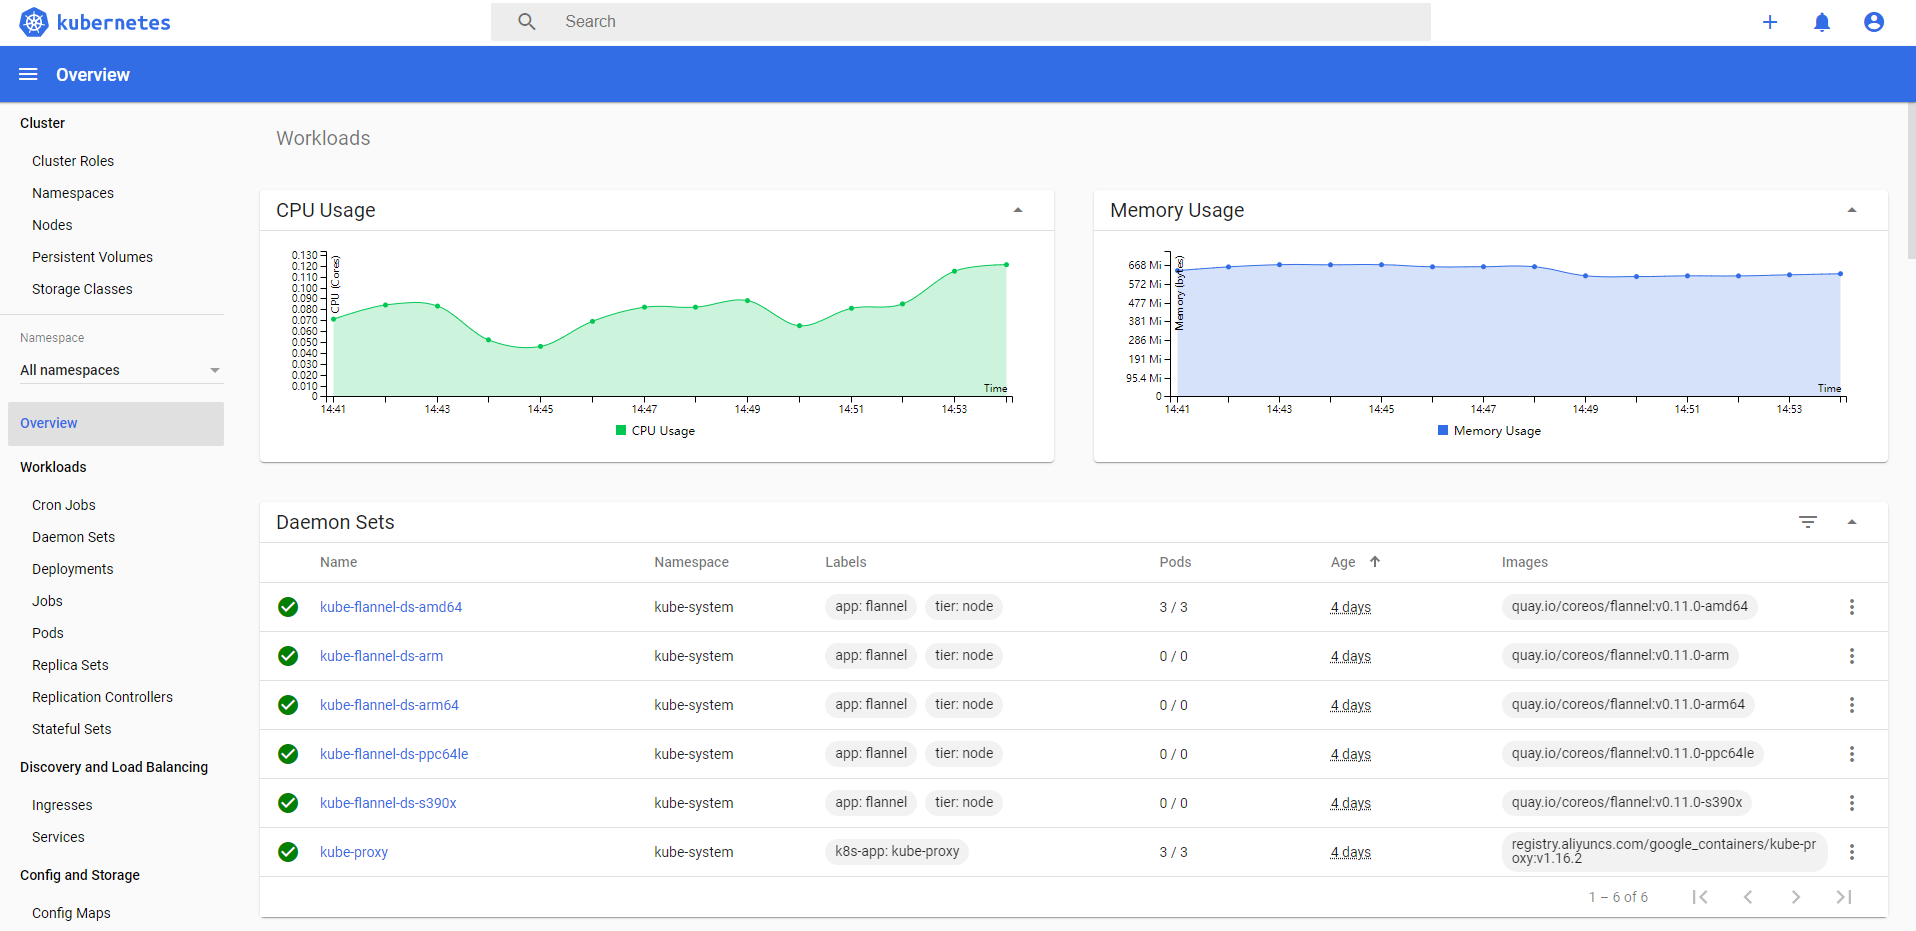 kubernetes
Search
Overview
Cluster
Cluster Roles
Namespaces
Nodes
Persistent Volumes
Storage Classes
Namespace
All namespaces
Overview
Workloads
Cron Jobs
Daemon Sets
Deployments
Jobs
Pods
Replica Sets
Replication Controllers
Stateful Sets
Discovery and Load Balancing
Ingresses
Services
Config and Storage
Config Maps
Workloads
CPU Usage
0.130
0.120
0.110
0.100
0.090
0.080
0.070
0.060
0.050
0.040
0.030
0.020
0.010
0
CPU (Cores)
Time
14:41 14:43 14:45 14:47 14:49 14:51 14:53
CPU Usage
Memory Usage
668 Mi
572 Mi
477 Mi
381 Mi
286 Mi
191 Mi
95.4 Mi
0
Memory (bytes)
Time
14:41 14:43 14:45 14:47 14:49 14:51 14:53
Memory Usage
Daemon Sets
Name Namespace Labels Pods Age Images
kube-flannel-ds-amd64 kube-system app: flannel tier: node 3 / 3 4 days quay.io/coreos/flannel:v0.11.0-amd64
kube-flannel-ds-arm kube-system app: flannel tier: node 0 / 0 4 days quay.io/coreos/flannel:v0.11.0-arm
kube-flannel-ds-arm64 kube-system app: flannel tier: node 0 / 0 4 days quay.io/coreos/flannel:v0.11.0-arm64
kube-flannel-ds-ppc64le kube-system app: flannel tier: node 0 / 0 4 days quay.io/coreos/flannel:v0.11.0-ppc64le
kube-flannel-ds-s390x kube-system app: flannel tier: node 0 / 0 4 days quay.io/coreos/flannel:v0.11.0-s390x
kube-proxy kube-system k8s-app: kube-proxy 3 / 3 4 days registry.aliyuncs.com/google_containers/kube-pr
oxy:v1.16.2
1 – 6 of 6